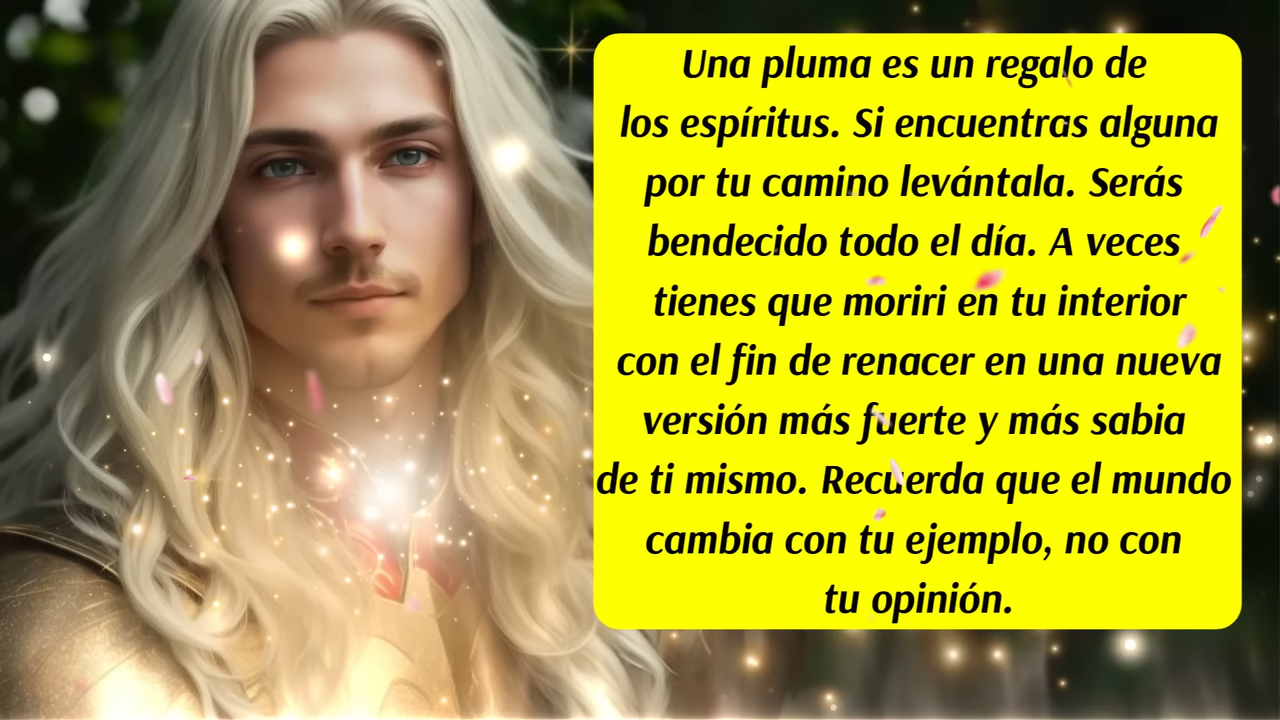 Una pluma es un regalo de
los espíritus. Si encuentras alguna
por tu camino levántala. Serás
bendecido todo el día. A veces
tienes que moriri en tu interior
con el fin de renacer en una nueva
versión más fuerte y más sabia
de ti mismo. Recuerda que el mundo
cambia con tu ejemplo, no con
tu opinión.